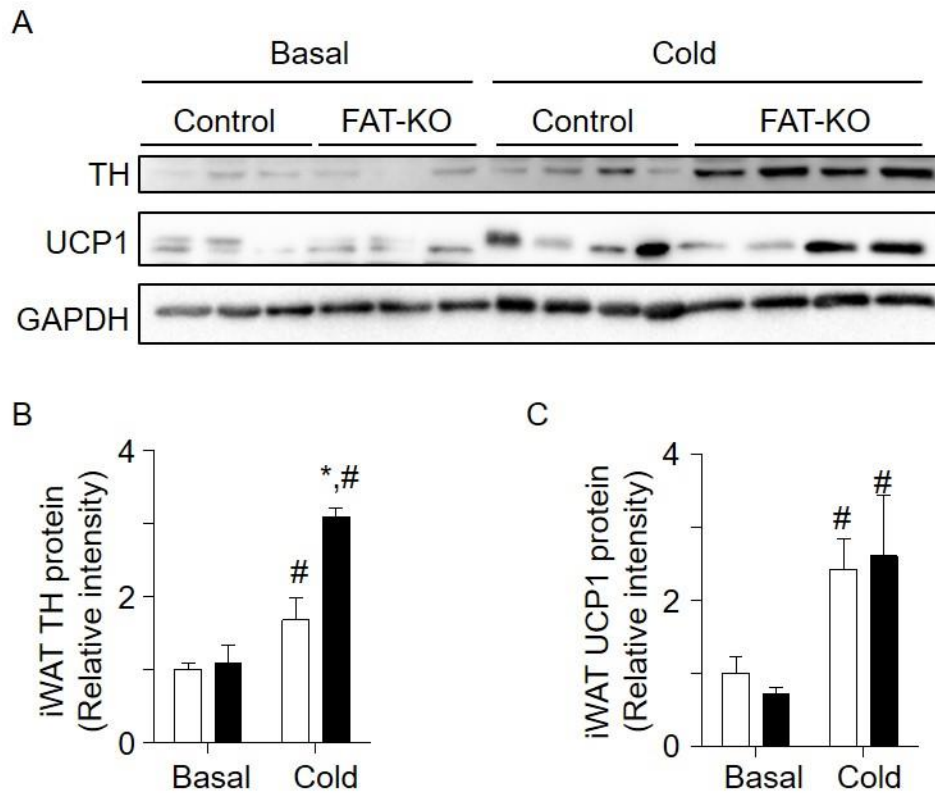 A
Basal Cold
Control FAT-KO Control FAT-KO
TH
UCP1
GAPDH
B
iWAT TH protein
(Relative intensity)
4
2
0
#
*,#
Basal Cold
C
iWAT UCP1 protein
(Relative intensity)
4
2
0
#
#
Basal Cold